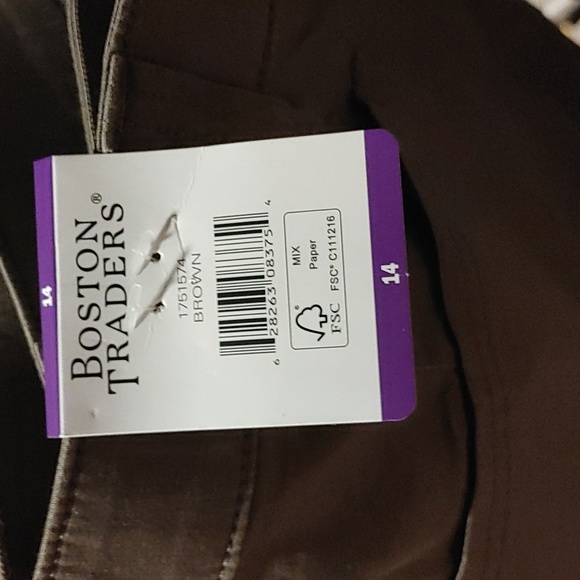 14
BOSTON
TRADERS®
1751574
BROWN
6 28263 08375 4
MIX
Paper
FSC® C111216
FSC
14